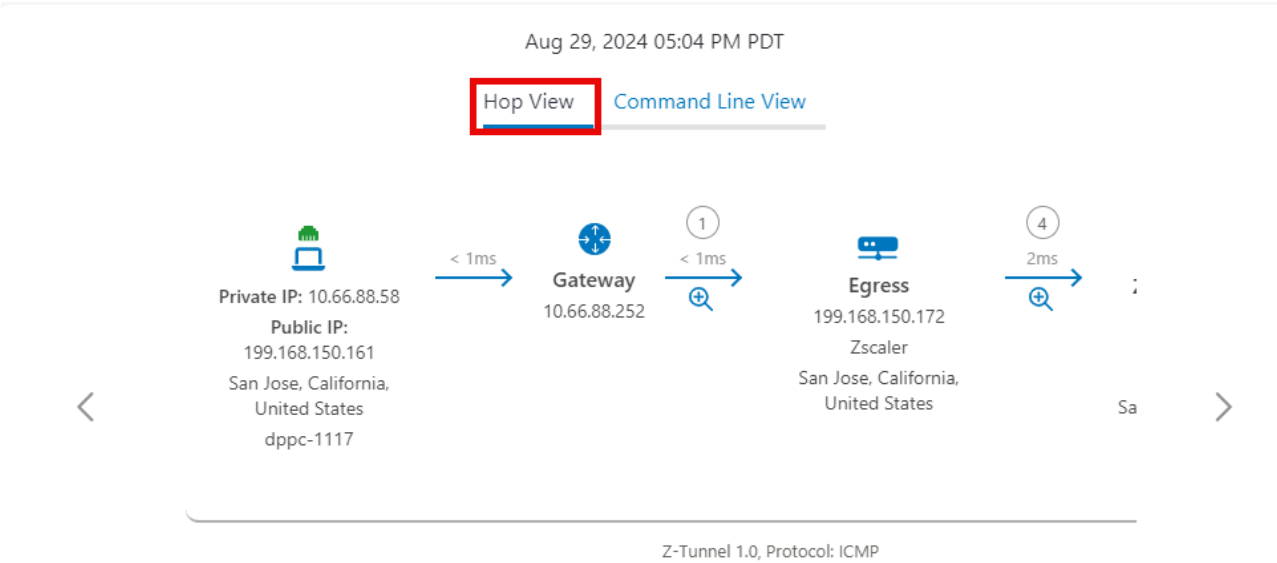 Aug 29, 2024 05:04 PM PDT
Hop View
Command Line View
< 1ms
1
< 1ms
4
2ms
Private IP: 10.66.88.58
Public IP:
199.168.150.161
San Jose, California,
United States
dppc-1117
Gateway
10.66.88.252
Egress
199.168.150.172
Zscaler
San Jose, California,
United States
Sa
Z-Tunnel 1.0, Protocol: ICMP